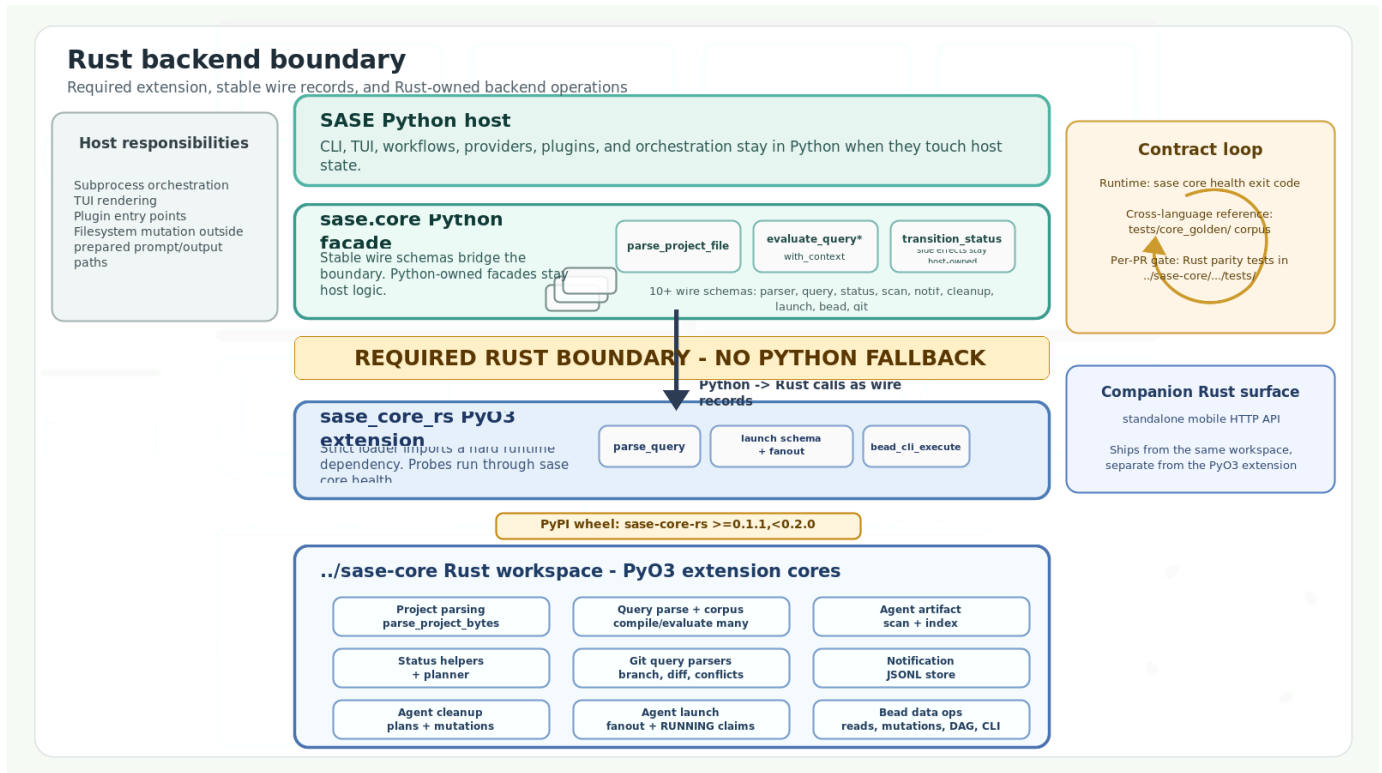 Rust backend boundary
Required extension, stable wire records, and Rust-owned backend operations
Host responsibilities
Subprocess orchestration
TUI rendering
Plugin entry points
Filesystem mutation outside
prepared prompt/output
paths
SASE Python host
CLI, TUI, workflows, providers, plugins, and orchestration stay in Python when they touch host
state.
sase.core Python
facade
Stable wire schemas bridge the
boundary. Python-owned facades stay
host logic.
parse_project_file
evaluate_query*
with_context
transition_status
side effects stay
host-owned
10+ wire schemas: parser, query, status, scan, notif, cleanup,
launch, bead, git
REQUIRED RUST BOUNDARY - NO PYTHON FALLBACK
Python -> Rust calls as wire
records
sase_core_rs PyO3
extension
Strict loader imports a hard runtime
dependency. Probes run through sase
core health
parse_query
launch schema
+ fanout
bead_cli_execute
PyPI wheel: sase-core-rs >=0.1.1,<0.2.0
../sase-core Rust workspace - PyO3 extension cores
Project parsing
parse_project_bytes
Query parse + corpus
compile/evaluate many
Agent artifact
scan + index
Status helpers
+ planner
Git query parsers
branch, diff, conflicts
Notification
JSONL store
Agent cleanup
plans + mutations
Agent launch
fanout + RUNNING claims
Bead data ops
reads, mutations, DAG, CLI
Contract loop
Runtime: sase core health exit code
Cross-language reference:
tests/core_golden/ corpus
Per-PR gate: Rust parity tests in
../sase-core/.../tests/
Companion Rust surface
standalone mobile HTTP API
Ships from the same workspace,
separate from the PyO3 extension